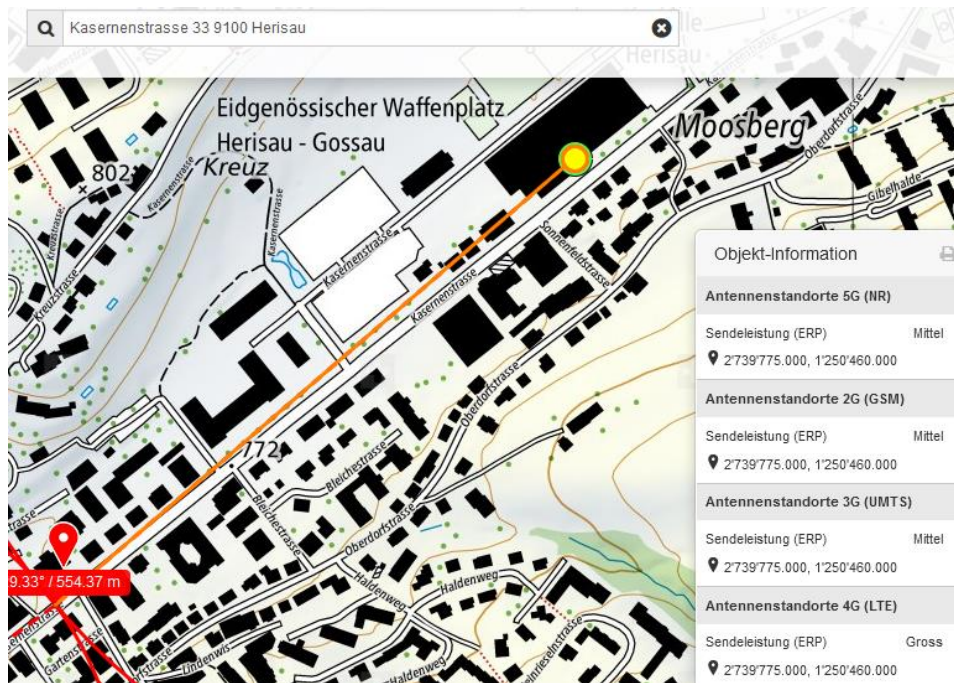 Kasernenstrasse 33 9100 Herisau
Herisau
Eidgenössischer Waffenplatz
Herisau - Gossau
Kreuz
802
Moosberg
Kasernenstrasse
Kreuzstrasse
Kreuzstrasse
Kasernenstrasse
Kasernenstrasse
Kasernenstrasse
Sonnenfeldstrasse
Oberdorfstrasse
Gibelhalde
Oberdorfstrasse
772
Bleichestrasse
Bleichestrasse
Oberdorfstrasse
Haldenweg
Haldenweg
Haldenweg
Lindenwis
Gartenstrasse
9.33° / 554.37 m
Objekt-Information
Antennenstandorte 5G (NR)
Sendeleistung (ERP) Mittel
2'739'775.000, 1'250'460.000
Antennenstandorte 2G (GSM)
Sendeleistung (ERP) Mittel
2'739'775.000, 1'250'460.000
Antennenstandorte 3G (UMTS)
Sendeleistung (ERP) Mittel
2'739'775.000, 1'250'460.000
Antennenstandorte 4G (LTE)
Sendeleistung (ERP) Gross
2'739'775.000, 1'250'460.000